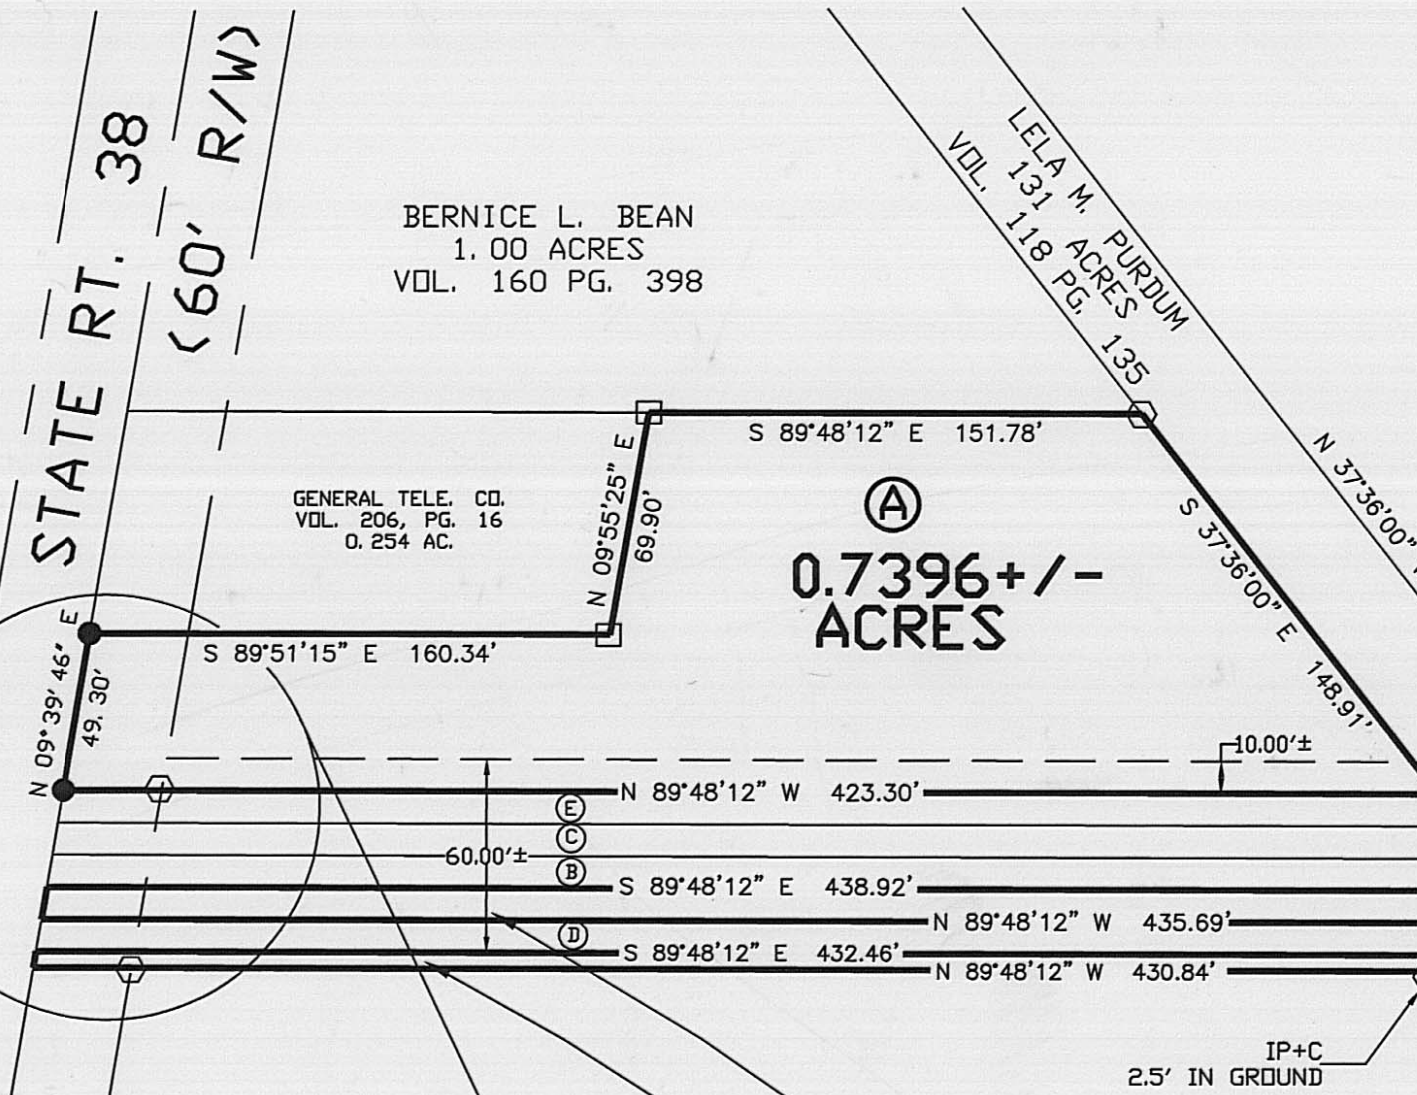 STATE RT. 38
(60' R/W)
BERNICE L. BEAN
1.00 ACRES
VOL. 160 PG. 398
LELA M. PURDUM
131 ACRES
VOL. 118 PG. 135
N 37°36'00"
S 89°48'12" E 151.78'
GENERAL TELE. CO.
VOL. 206, PG. 16
0.254 AC.
N 09°55'25" E
69.90'
A
0.7396+/-
ACRES
S 37°36'00" E
148.91'
N 09°39'46" E
49.30'
S 89°51'15" E 160.34'
10.00'±
N 89°48'12" W 423.30'
E
C
60.00'±
B
S 89°48'12" E 438.92'
N 89°48'12" W 435.69'
D
S 89°48'12" E 432.46'
N 89°48'12" W 430.84'
IP+C
2.5' IN GROUND